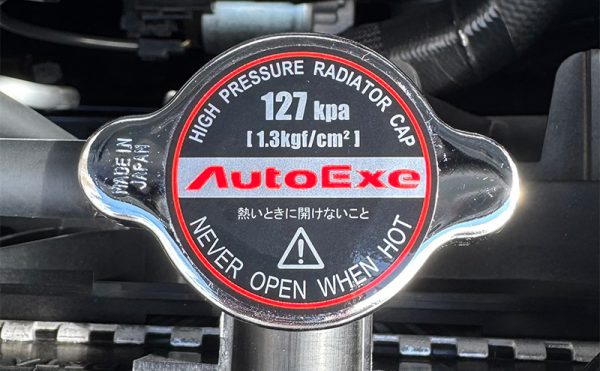 HIGH PRESSURE RADIATOR CAP
127 kpa
[ 1.3kgf/cm² ]
AutoExe
熱いときに開けないこと
NEVER OPEN WHEN HOT
MADE IN
JAPAN